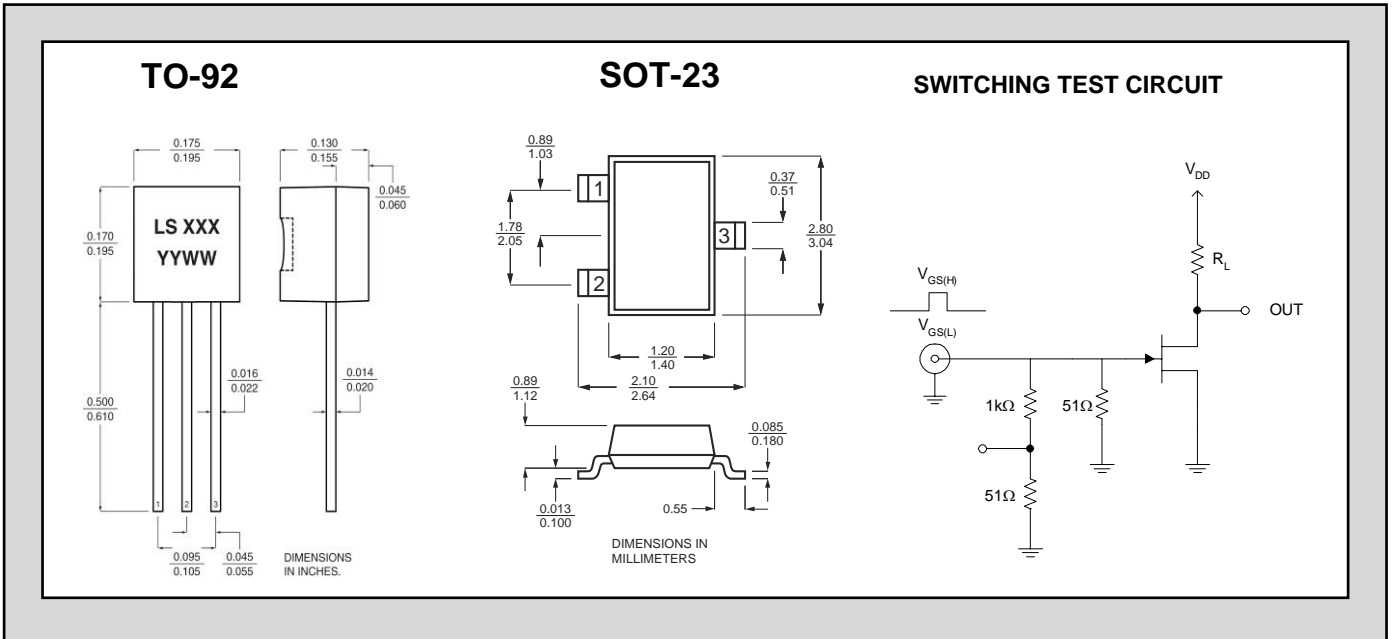 TO-92
SOT-23
SWITCHING TEST CIRCUIT
0.175
0.195
0.130
0.155
0.045
0.060
0.170
0.195
LS XXX
YYWW
0.016
0.022
0.014
0.020
0.500
0.610
1 2 3
0.095
0.105
0.045
0.055
DIMENSIONS
IN INCHES.
0.89
1.03
1
0.37
0.51
1.78
2.05
3
2.80
3.04
2
1.20
1.40
2.10
2.64
0.89
1.12
0.085
0.180
0.013
0.100
0.55
DIMENSIONS IN
MILLIMETERS
VDD
RL
VGS(H)
OUT
VGS(L)
1kΩ
51Ω
51Ω